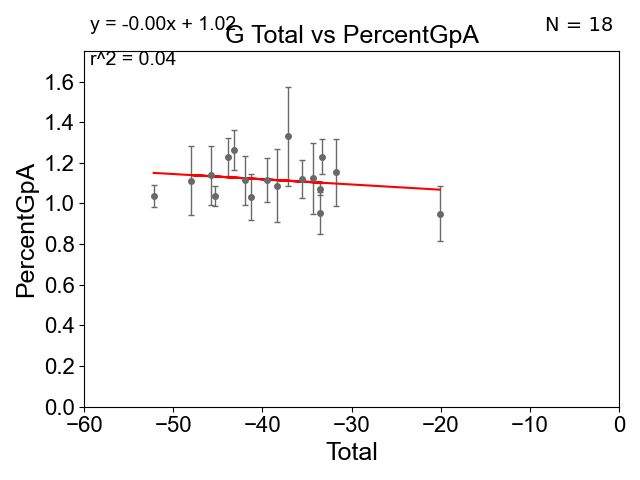 y = -0.00x + 1.02
N = 18
G Total vs PercentGpA
r^2 = 0.04
PercentGpA
1.6
1.4
1.2
1.0
0.8
0.6
0.4
0.2
0.0
−60 −50 −40 −30 −20 −10 0
Total